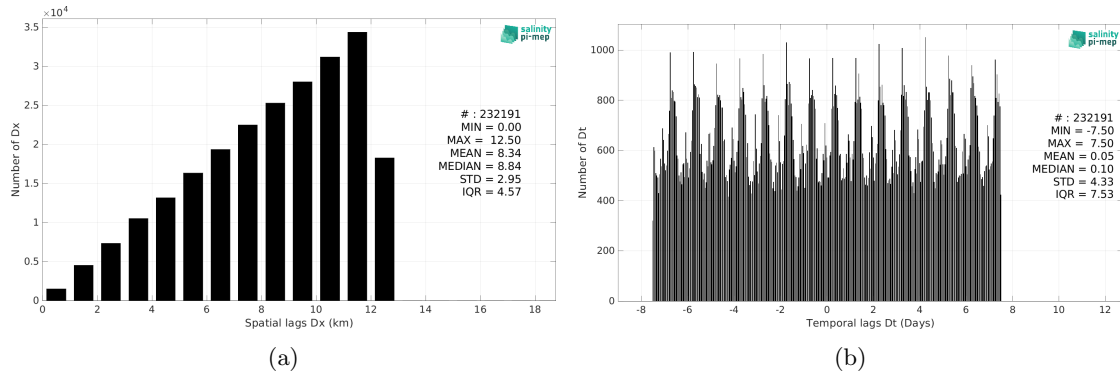 ×10⁴
3.5
3
2.5
2
1.5
1
0.5
0
0 2 4 6 8 10 12 14 16 18
Number of Dx
Spatial lags Dx (km)
salinity
pi-mep
# : 232191
MIN = 0.00
MAX = 12.50
MEAN = 8.34
MEDIAN = 8.84
STD = 2.95
IQR = 4.57
(a)
1000
800
600
400
200
0
-8 -6 -4 -2 0 2 4 6 8 10 12
Number of Dt
Temporal lags Dt (Days)
salinity
pi-mep
# : 232191
MIN = -7.50
MAX = 7.50
MEAN = 0.05
MEDIAN = 0.10
STD = 4.33
IQR = 7.53
(b)